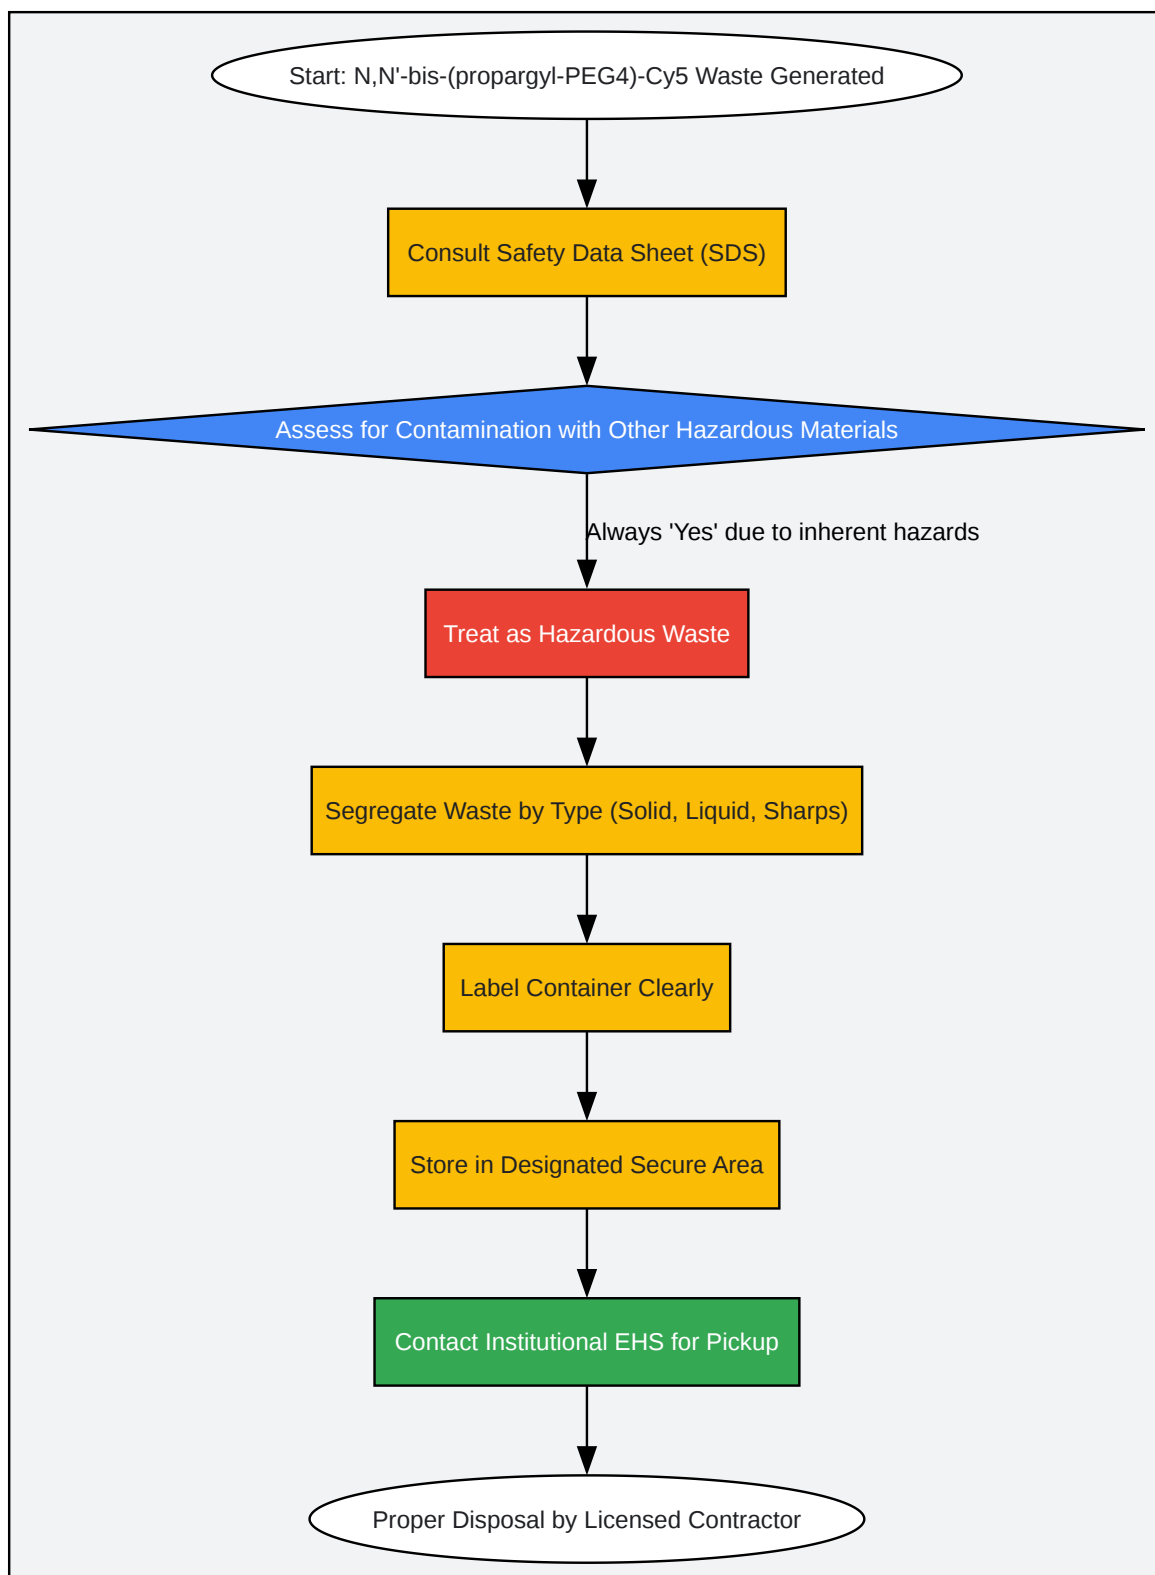 Start: N,N'-bis-(propargyl-PEG4)-Cy5 Waste Generated
Consult Safety Data Sheet (SDS)
Assess for Contamination with Other Hazardous Materials
Always 'Yes' due to inherent hazards
Treat as Hazardous Waste
Segregate Waste by Type (Solid, Liquid, Sharps)
Label Container Clearly
Store in Designated Secure Area
Contact Institutional EHS for Pickup
Proper Disposal by Licensed Contractor